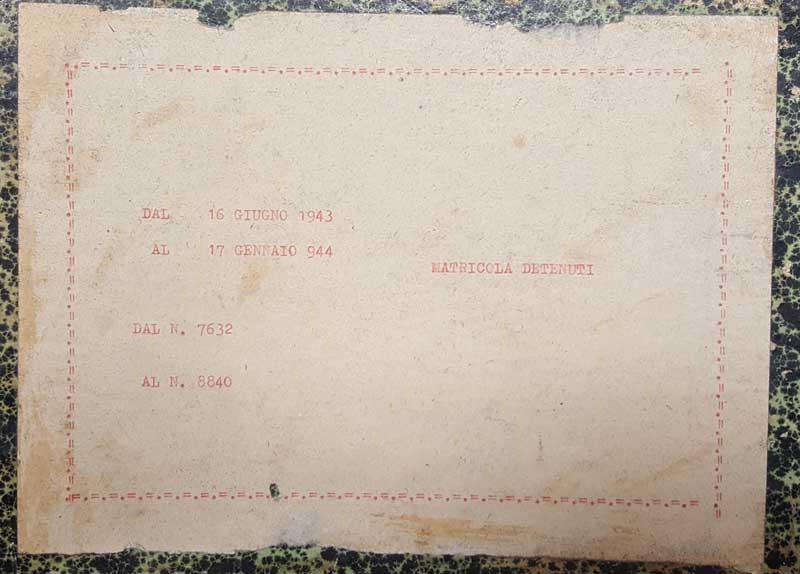 DAL 16 GIUGNO 1943
AL 17 GENNAIO 944
MATRICOLA DETENUTI
DAL N. 7632
AL N. 8840